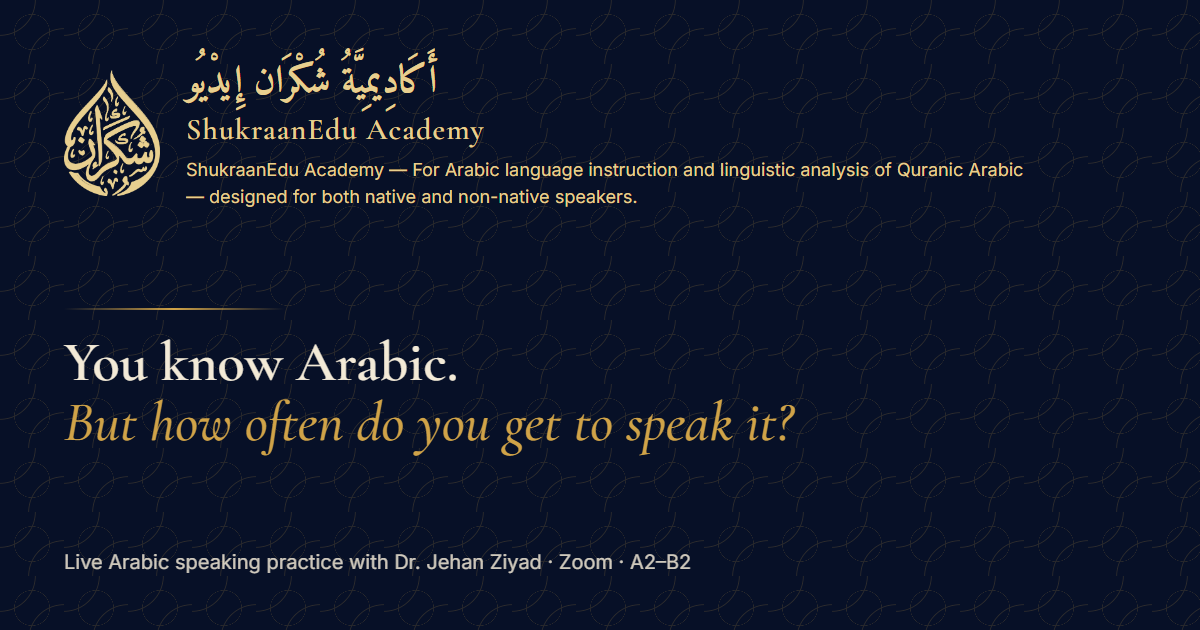 شُكْرَان
أَكَادِيمِيَّةُ شُكْرَان إِيدْيُو
ShukraanEdu Academy
ShukraanEdu Academy — For Arabic language instruction and linguistic analysis of Quranic Arabic
— designed for both native and non-native speakers.
You know Arabic.
But how often do you get to speak it?
Live Arabic speaking practice with Dr. Jehan Ziyad · Zoom · A2–B2